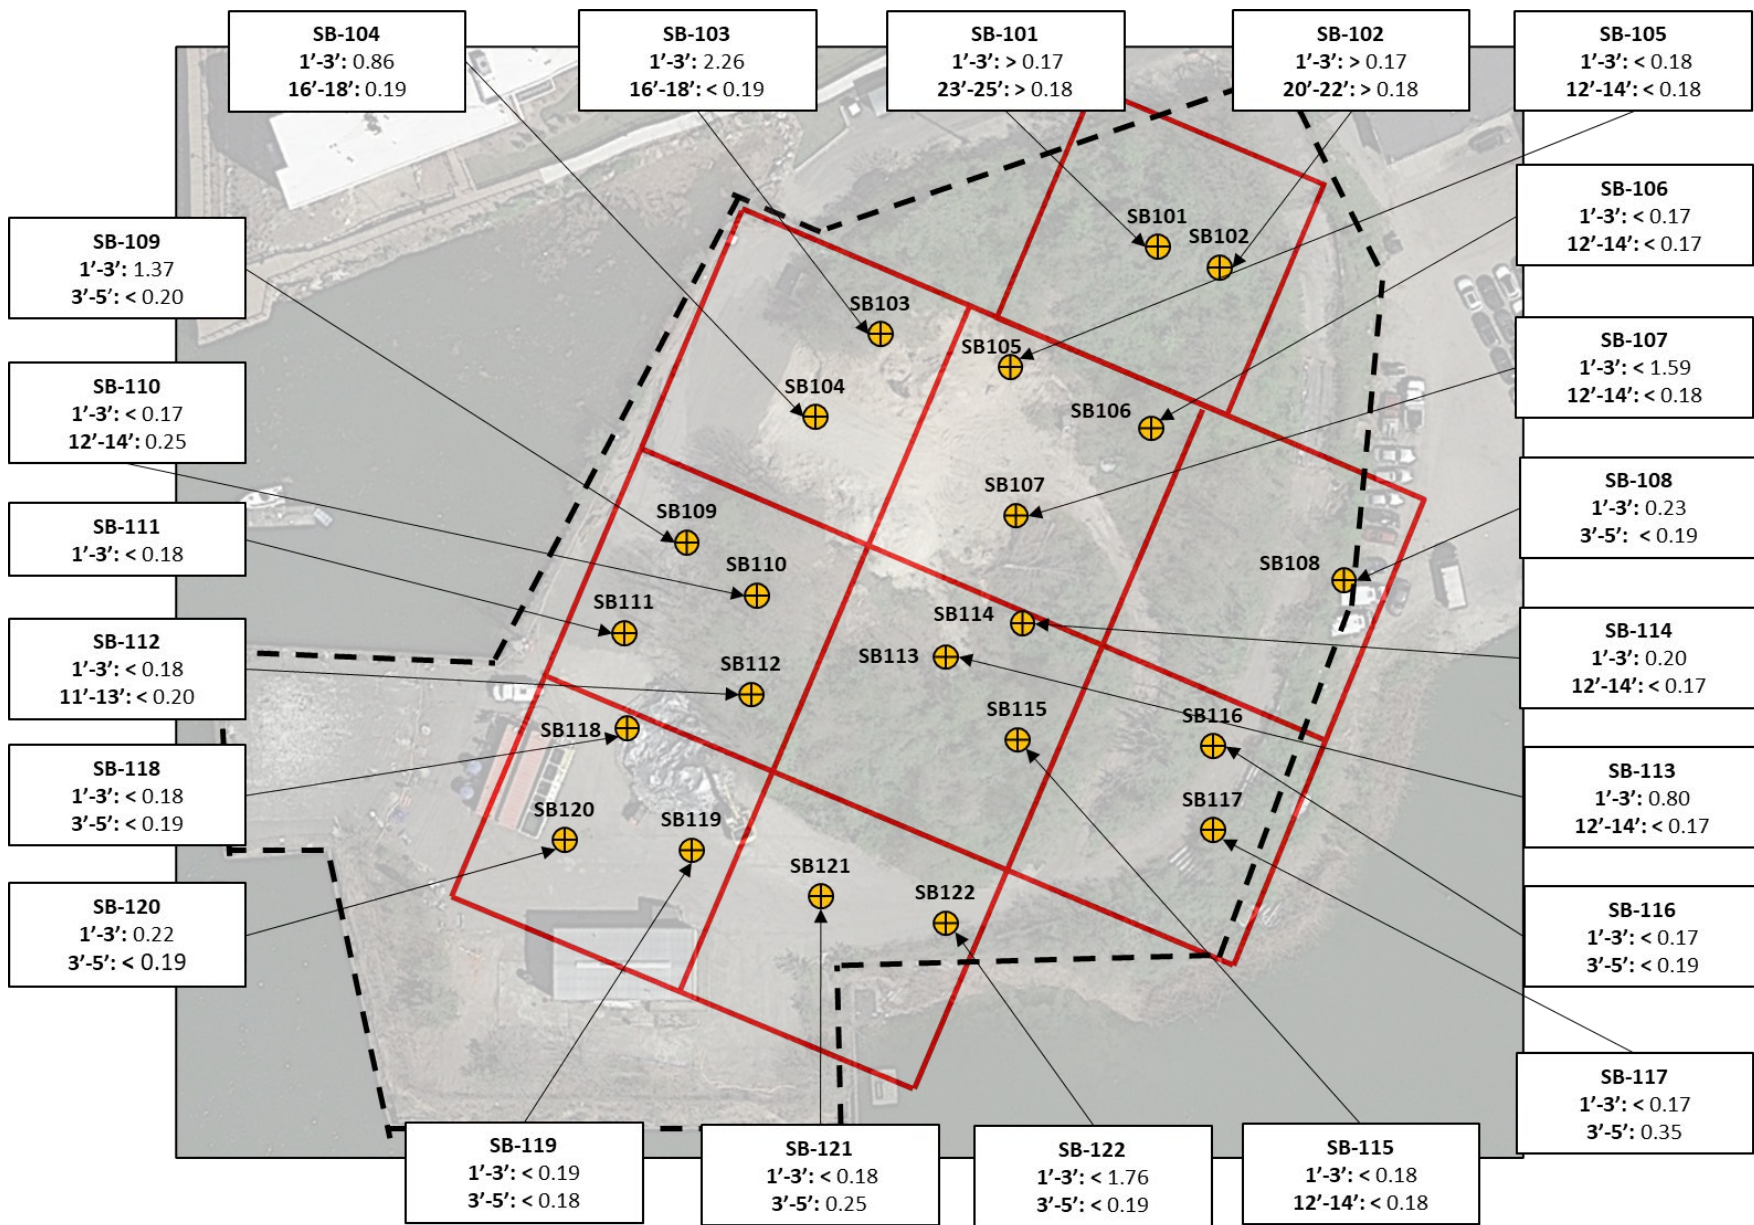 SB-104
1’-3’: 0.86
16’-18’: 0.19
SB-103
1’-3’: 2.26
16’-18’: < 0.19
SB-101
1’-3’: > 0.17
23’-25’: > 0.18
SB-102
1’-3’: > 0.17
20’-22’: > 0.18
SB-105
1’-3’: < 0.18
12’-14’: < 0.18
SB-106
1’-3’: < 0.17
12’-14’: < 0.17
SB-109
1’-3’: 1.37
3’-5’: < 0.20
SB-107
1’-3’: < 1.59
12’-14’: < 0.18
SB-110
1’-3’: < 0.17
12’-14’: 0.25
SB-108
1’-3’: 0.23
3’-5’: < 0.19
SB-111
1’-3’: < 0.18
SB-112
1’-3’: < 0.18
11’-13’: < 0.20
SB-114
1’-3’: 0.20
12’-14’: < 0.17
SB-118
1’-3’: < 0.18
3’-5’: < 0.19
SB-113
1’-3’: 0.80
12’-14’: < 0.17
SB-120
1’-3’: 0.22
3’-5’: < 0.19
SB-116
1’-3’: < 0.17
3’-5’: < 0.19
SB-117
1’-3’: < 0.17
3’-5’: 0.35
SB-119
1’-3’: < 0.19
3’-5’: < 0.18
SB-121
1’-3’: < 0.18
3’-5’: 0.25
SB-122
1’-3’: < 1.76
3’-5’: < 0.19
SB-115
1’-3’: < 0.18
12’-14’: < 0.18
SB101
SB102
SB103
SB105
SB104
SB106
SB107
SB109
SB108
SB110
SB111
SB114
SB113
SB112
SB115
SB116
SB118
SB117
SB120
SB119
SB121
SB122